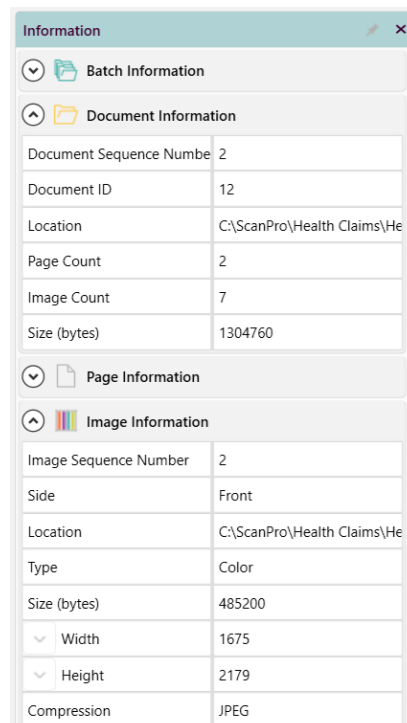 Information
Batch Information
Document Information
Document Sequence Numbe 2
Document ID 12
Location C:\ScanPro\Health Claims\He
Page Count 2
Image Count 7
Size (bytes) 1304760
Page Information
Image Information
Image Sequence Number 2
Side Front
Location C:\ScanPro\Health Claims\He
Type Color
Size (bytes) 485200
Width 1675
Height 2179
Compression JPEG